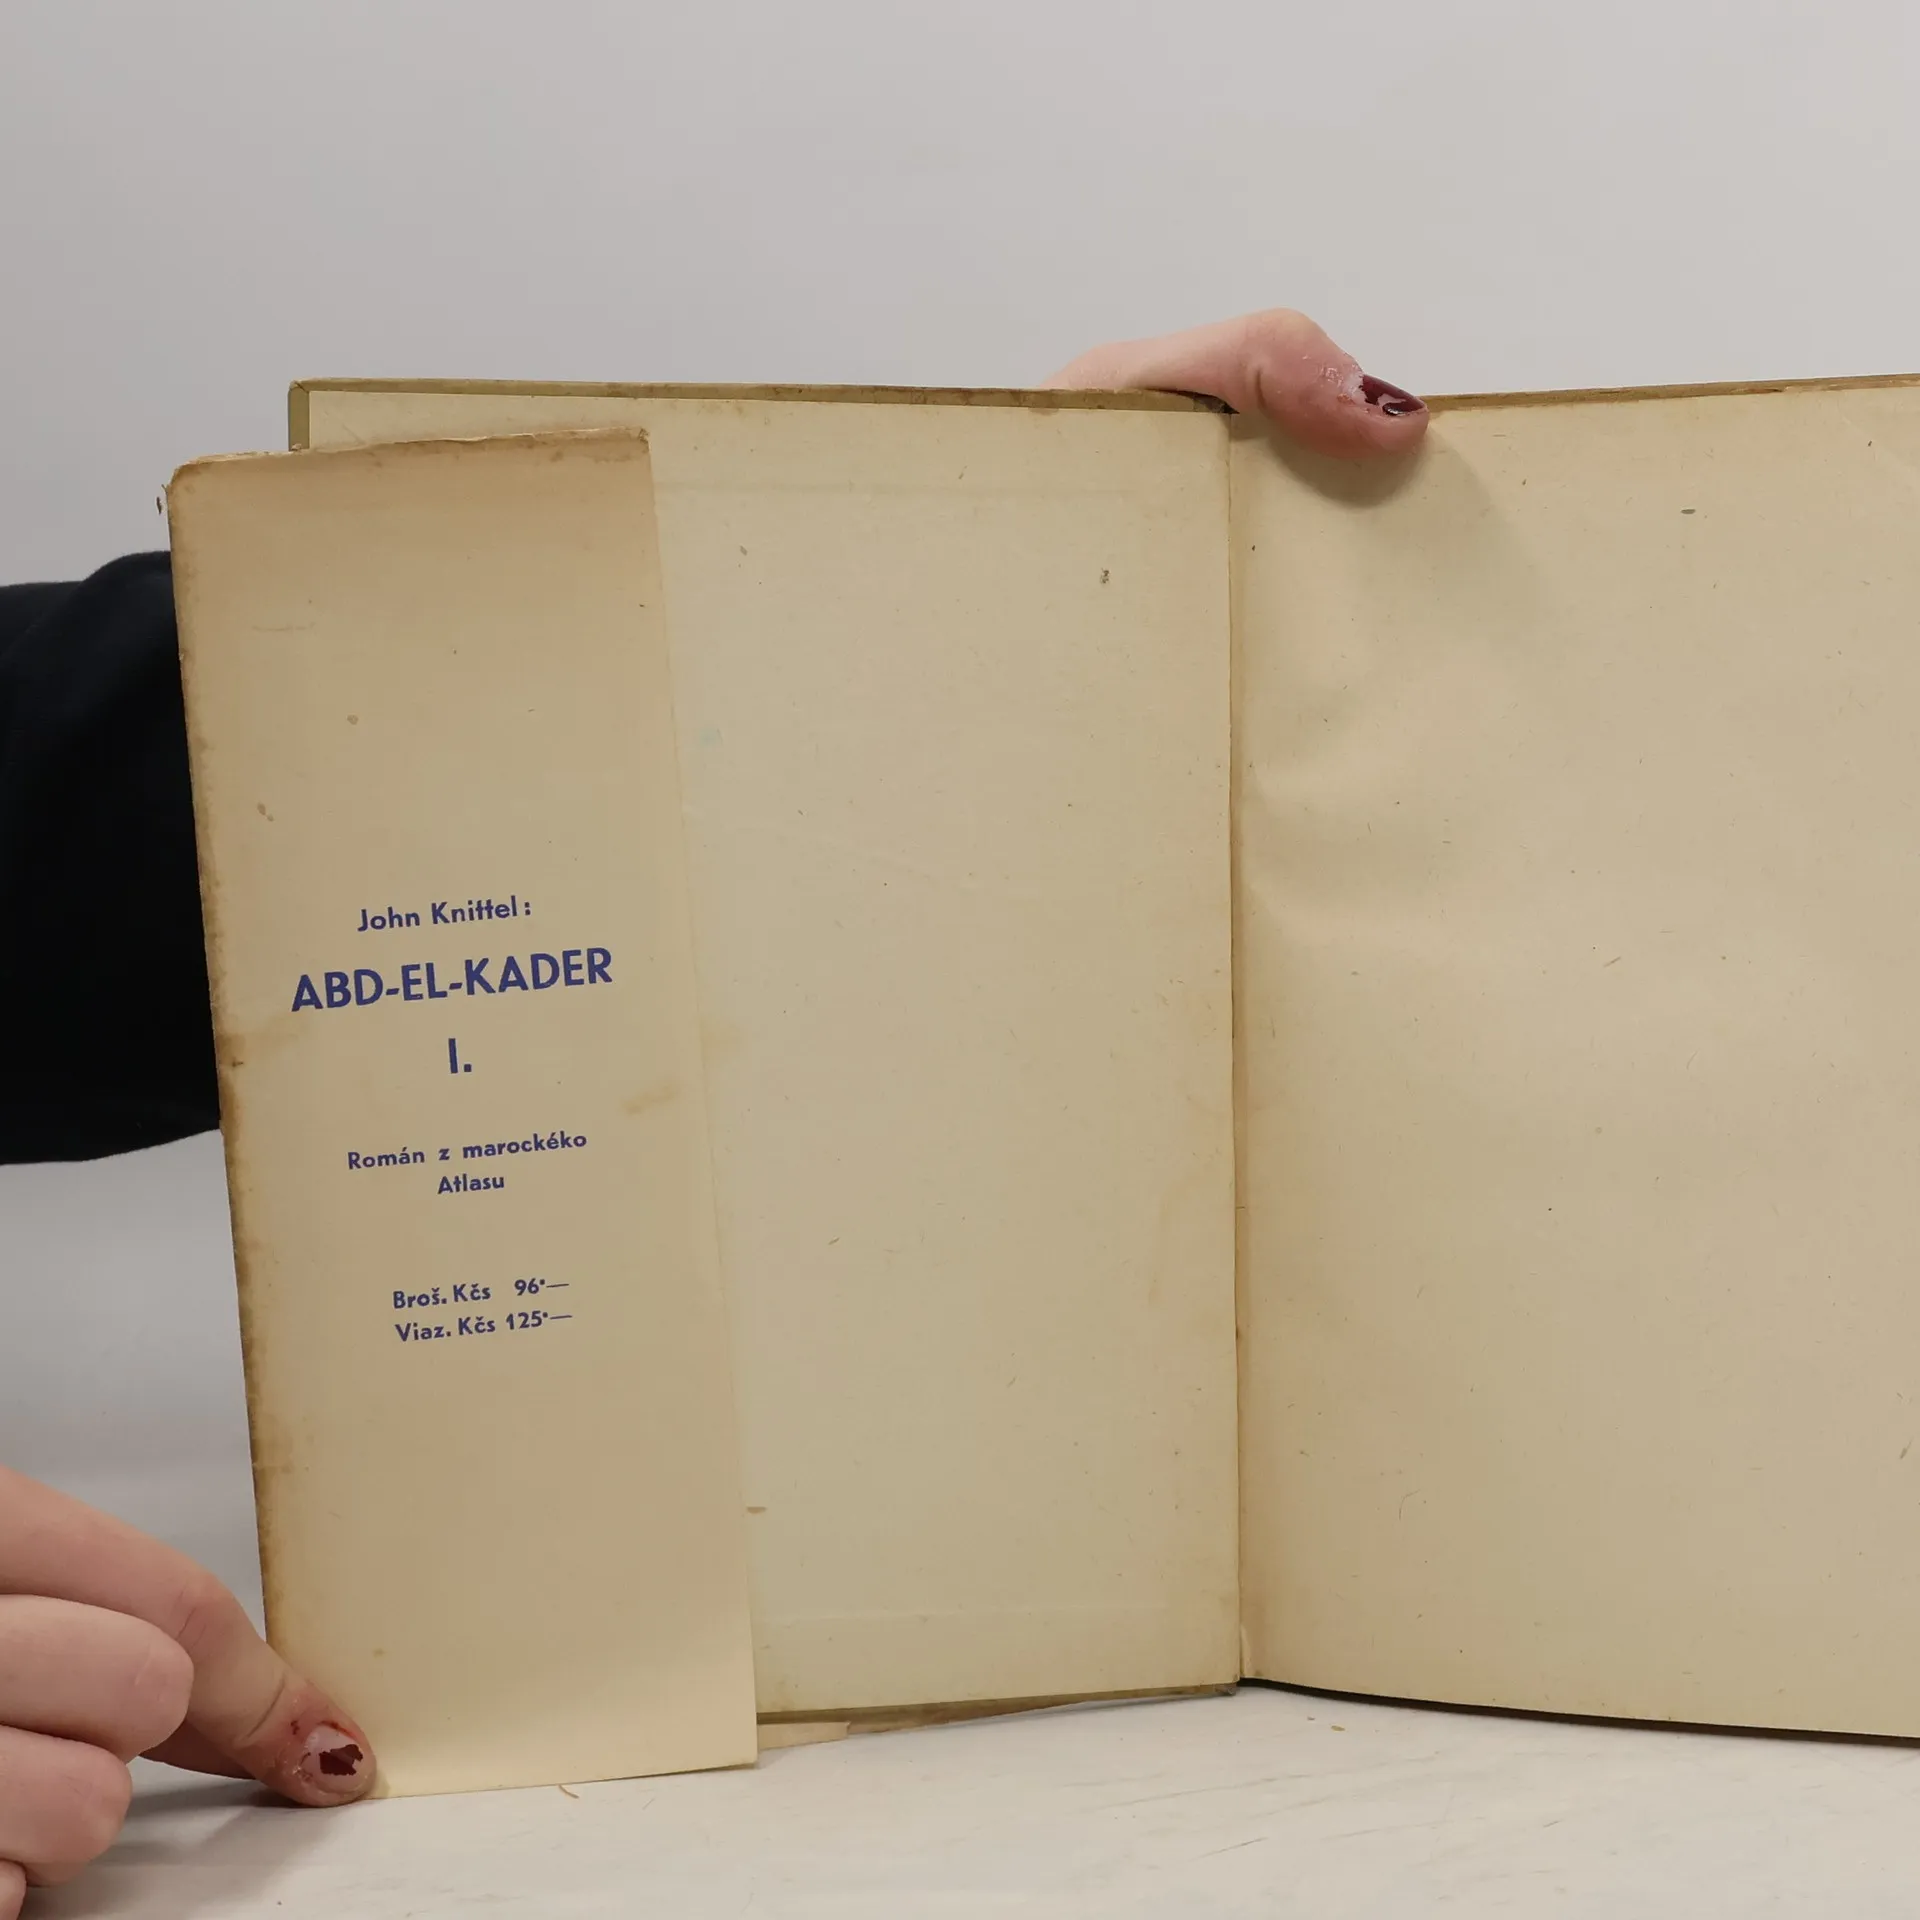 John Knittel:
ABD-EL-KADER
I.
Román z marockéko
Atlasu
Broš. Kčs 96·—
Viaz. Kčs 125·—